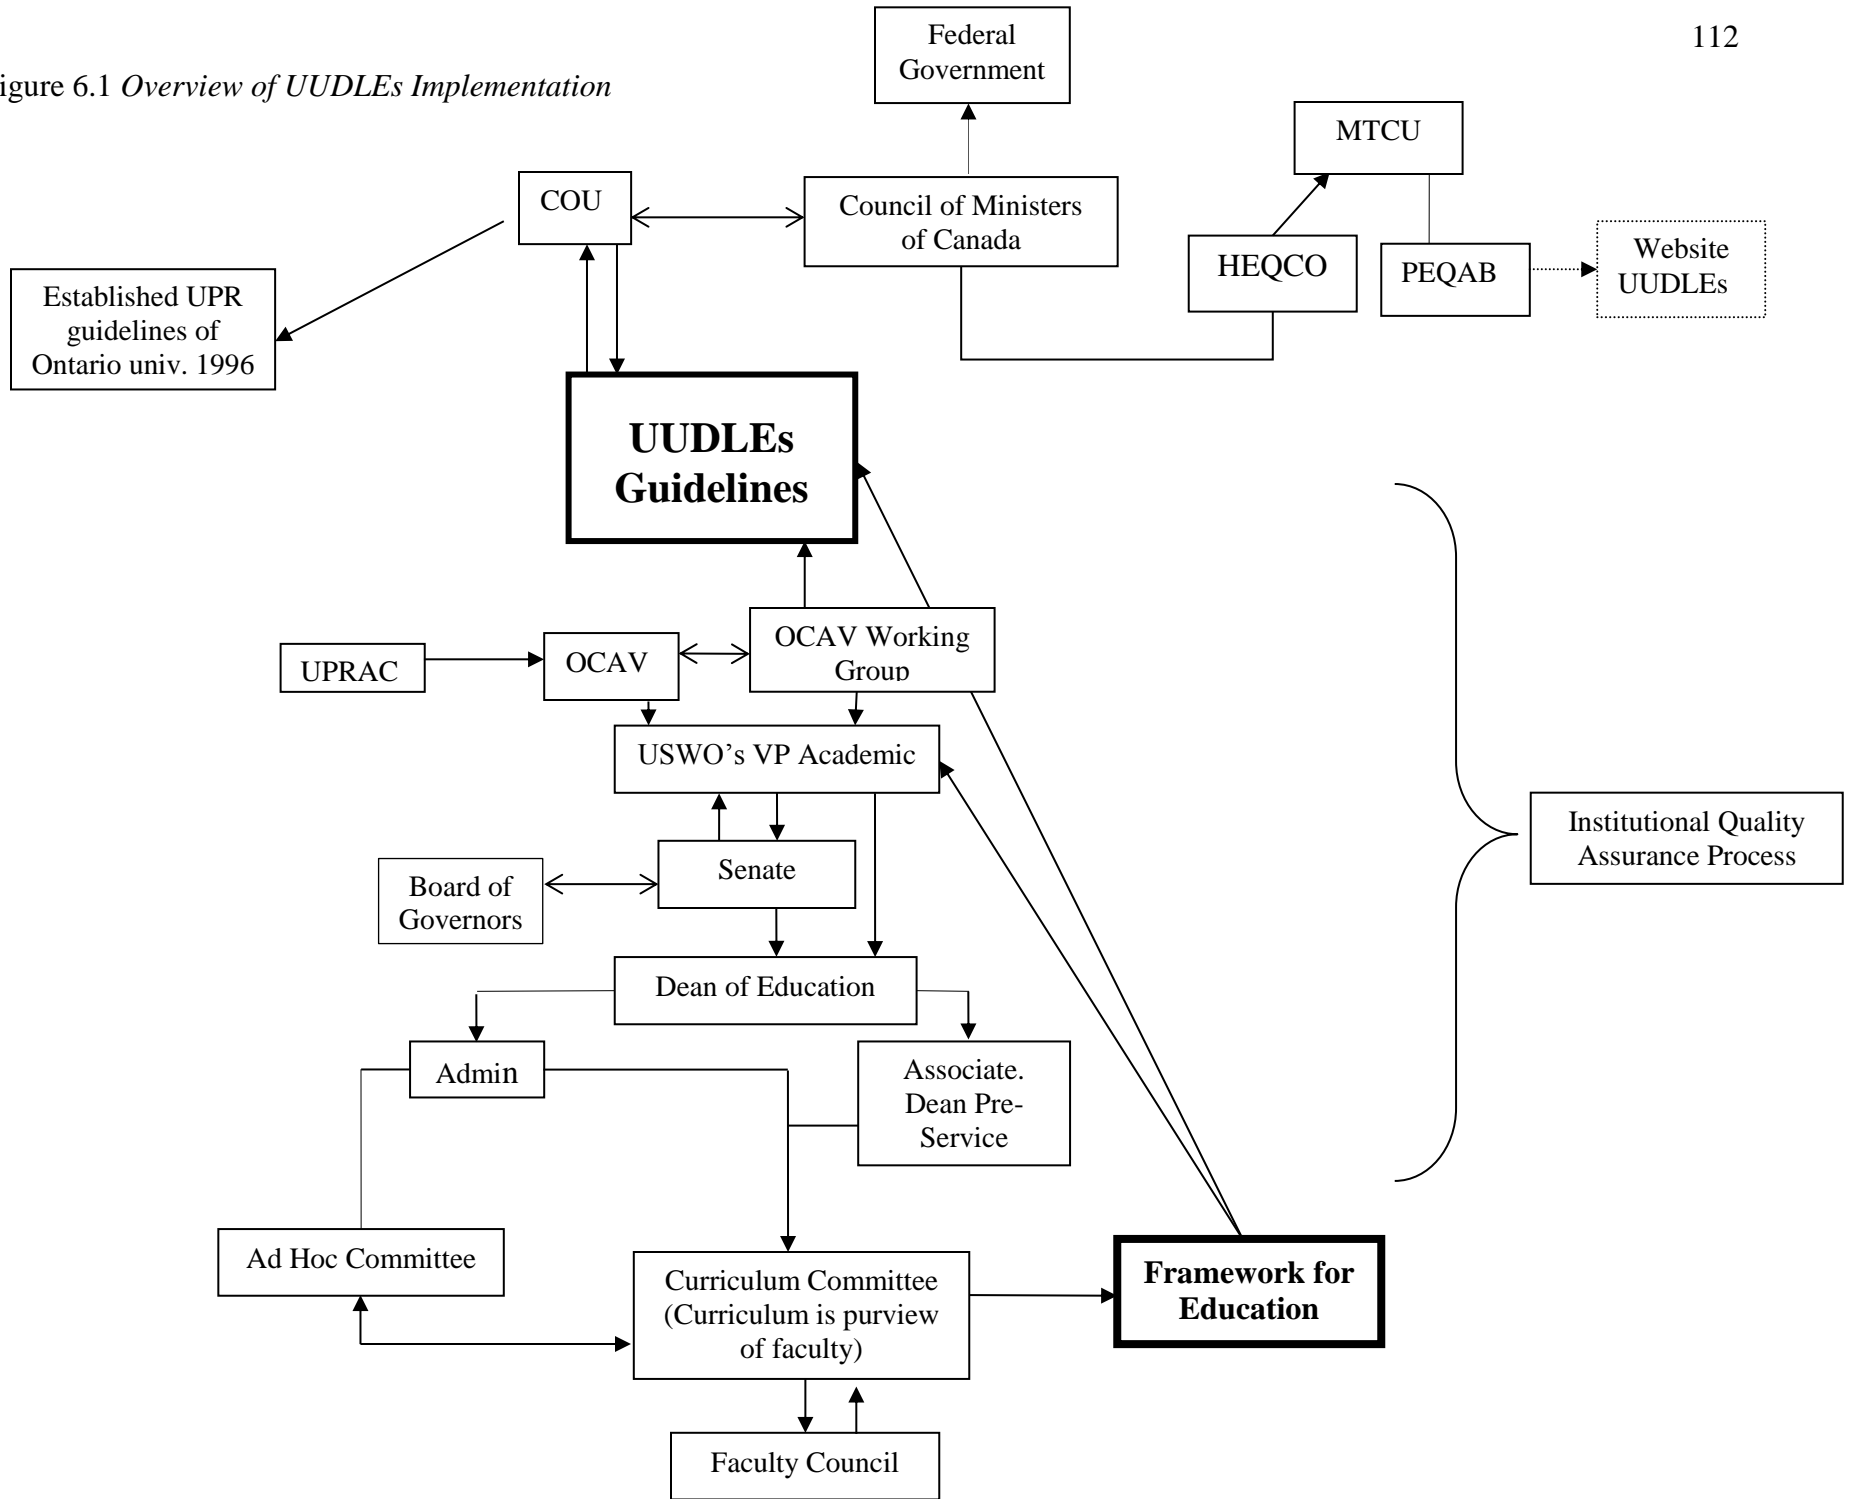 112
igure 6.1 Overview of UUDLEs Implementation
Federal
Government
MTCU
COU
Council of Ministers
of Canada
HEQCO
PEQAB
Website
UUDLEs
Established UPR
guidelines of
Ontario univ. 1996
UUDLEs
Guidelines
UPRAC
OCAV
OCAV Working
Group
USWO’s VP Academic
Senate
Board of
Governors
Institutional Quality
Assurance Process
Dean of Education
Admin
Associate.
Dean Pre-
Service
Ad Hoc Committee
Curriculum Committee
(Curriculum is purview
of faculty)
Framework for
Education
Faculty Council